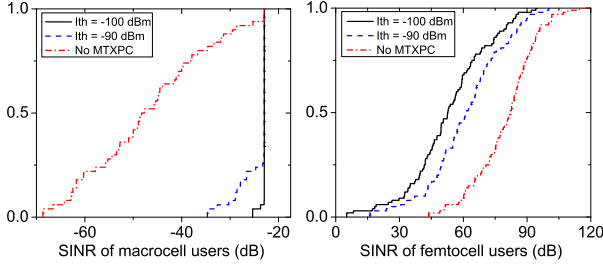 1.0
Ith = -100 dBm
Ith = -90 dBm
No MTXPC
0.5
0.0
-60
-40
-20
SINR of macrocell users (dB)
1.0
Ith = -100 dBm
Ith = -90 dBm
No MTXPC
0.5
0.0
0
30
60
90
120
SINR of femtocell users (dB)